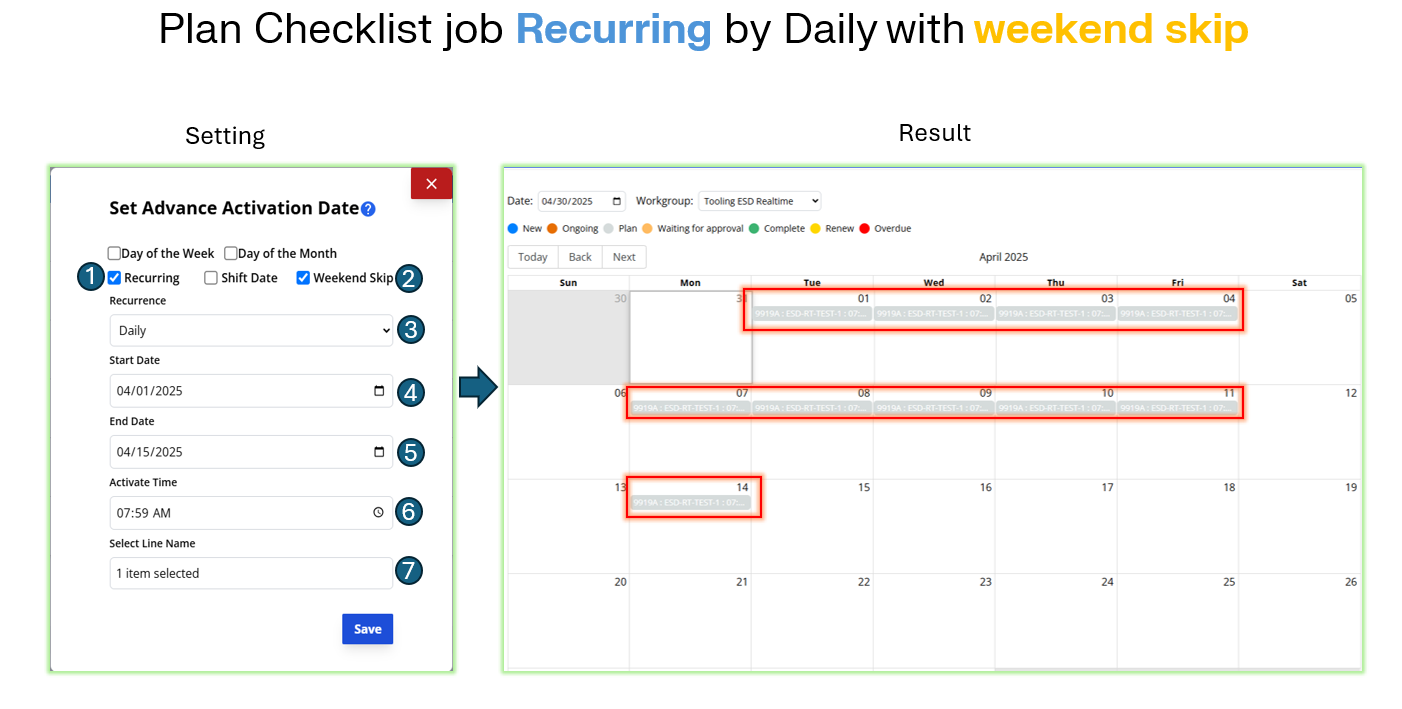 Plan Checklist job Recurring by Daily with weekend skip
Setting
Result
Set Advance Activation Date?
Day of the Week Day of the Month
1 Recurring Shift Date Weekend Skip 2
Recurrence
Daily 3
Start Date
04/01/2025 4
End Date
04/15/2025 5
Activate Time
07:59 AM 6
Select Line Name
1 item selected 7
Save
Date: 04/30/2025 Workgroup: Tooling ESD Realtime
New Ongoing Plan Waiting for approval Complete Renew Overdue
Today Back Next April 2025
Sun Mon Tue Wed Thu Fri Sat
30 31 01 02 03 04 05
9919A : ESD-RT-TEST-1 : 07:... 9919A : ESD-RT-TEST-1 : 07:... 9919A : ESD-RT-TEST-1 : 07:... 9919A : ESD-RT-TEST-1 : 07:...
06 07 08 09 10 11 12
9919A : ESD-RT-TEST-1 : 07:... 9919A : ESD-RT-TEST-1 : 07:... 9919A : ESD-RT-TEST-1 : 07:... 9919A : ESD-RT-TEST-1 : 07:... 9919A : ESD-RT-TEST-1 : 07:...
13 14 15 16 17 18 19
9919A : ESD-RT-TEST-1 : 07:...
20 21 22 23 24 25 26